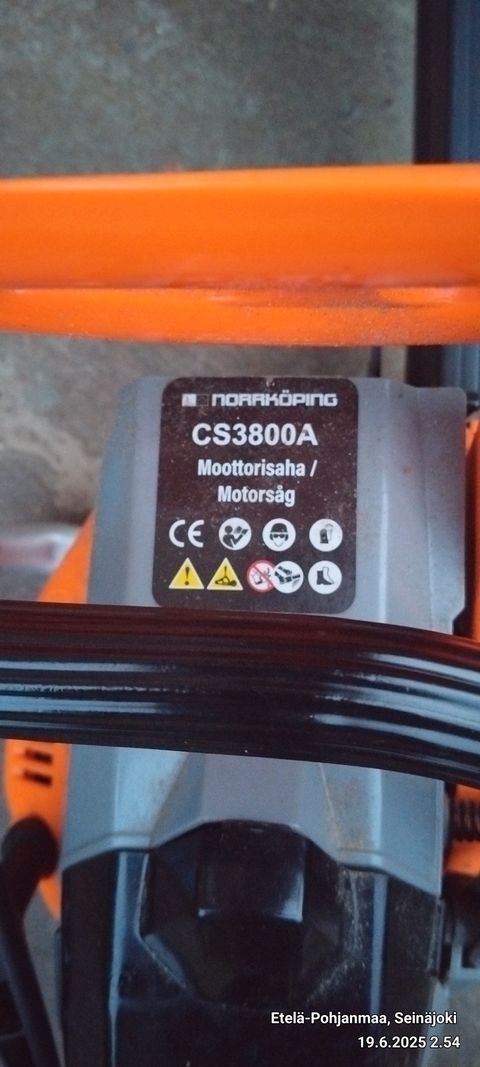 NORRKÖPING
CS3800A
Moottorisaha /
Motorsåg
CE
Etelä-Pohjanmaa, Seinäjoki
19.6.2025 2.54